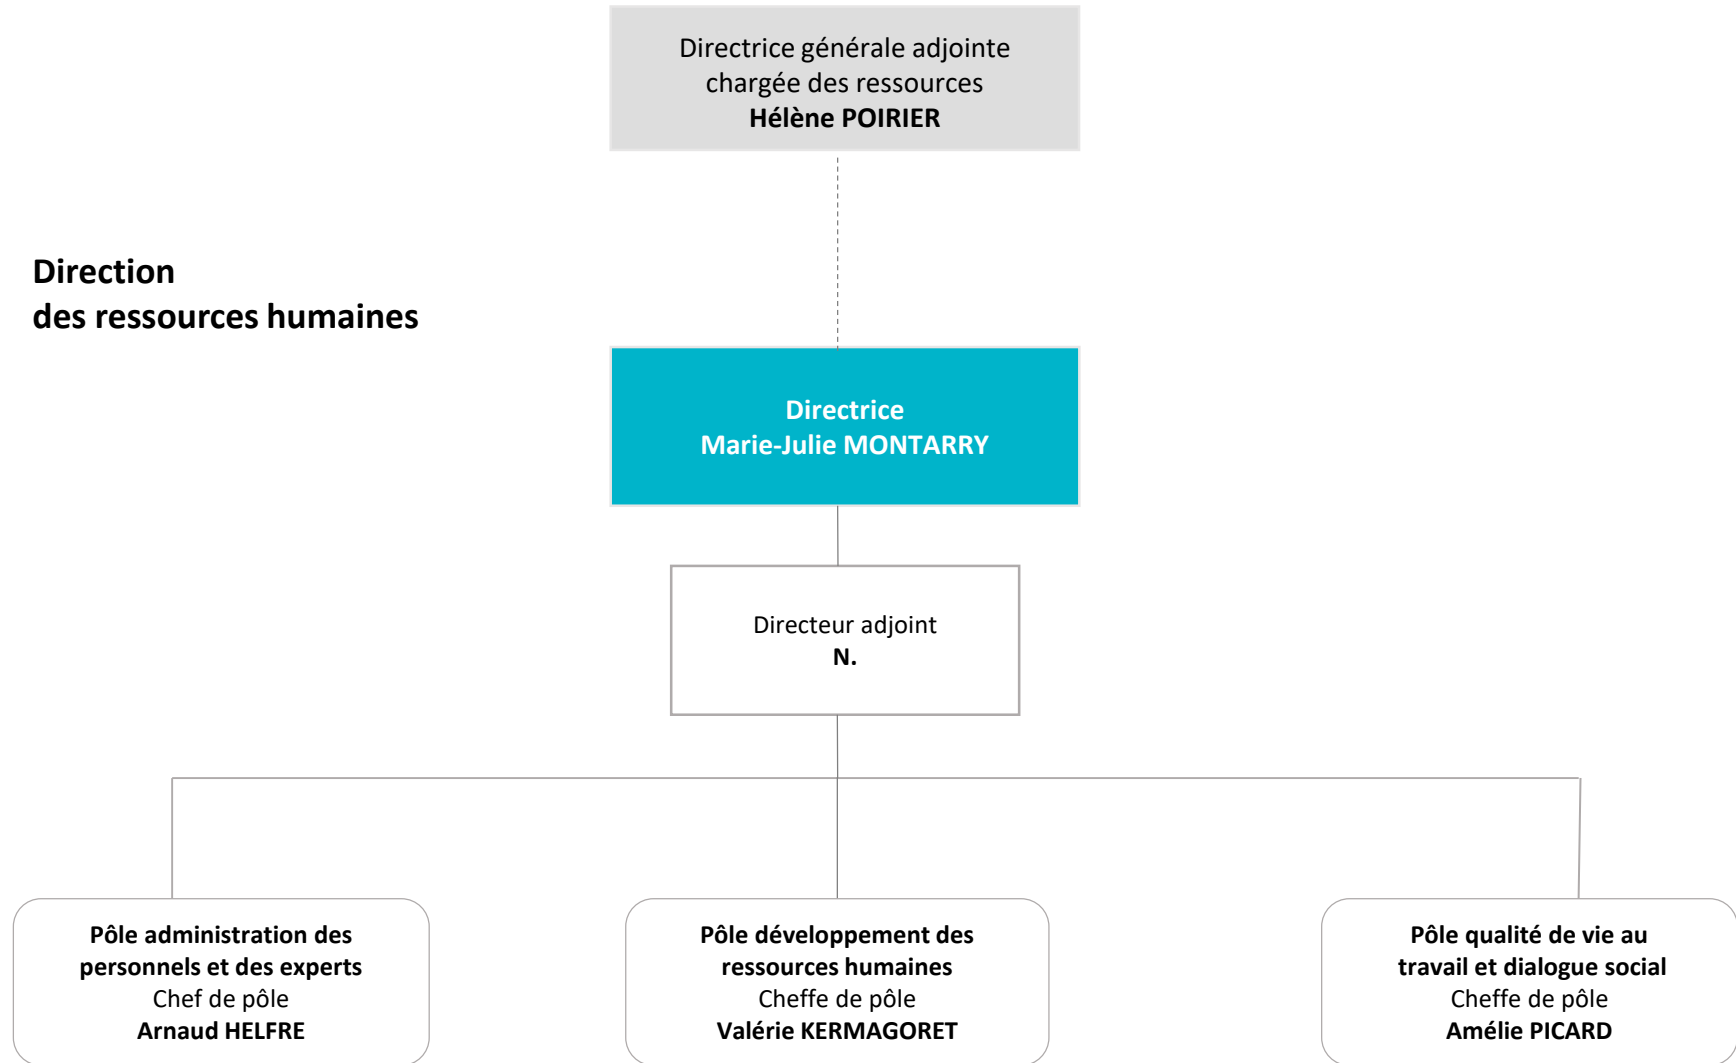 Directrice générale adjointe
chargée des ressources
Hélène POIRIER
Direction
des ressources humaines
Directrice
Marie-Julie MONTARRY
Directeur adjoint
N.
Pôle administration des
personnels et des experts
Chef de pôle
Arnaud HELFRE
Pôle développement des
ressources humaines
Cheffe de pôle
Valérie KERMAGORET
Pôle qualité de vie au
travail et dialogue social
Cheffe de pôle
Amélie PICARD